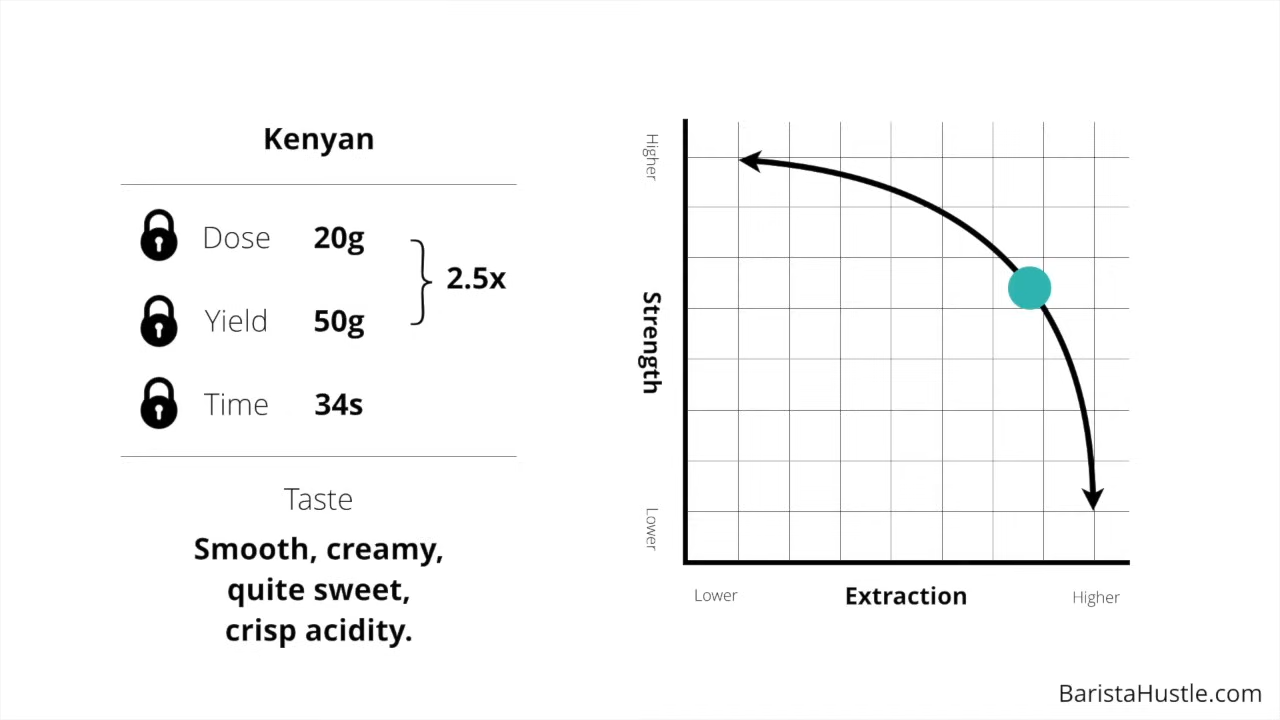 Kenyan
Dose 20g
Yield 50g
2.5x
Time 34s
Taste
Smooth, creamy,
quite sweet,
crisp acidity.
Higher
Strength
Lower
Lower
Extraction
Higher
BaristaHustle.com